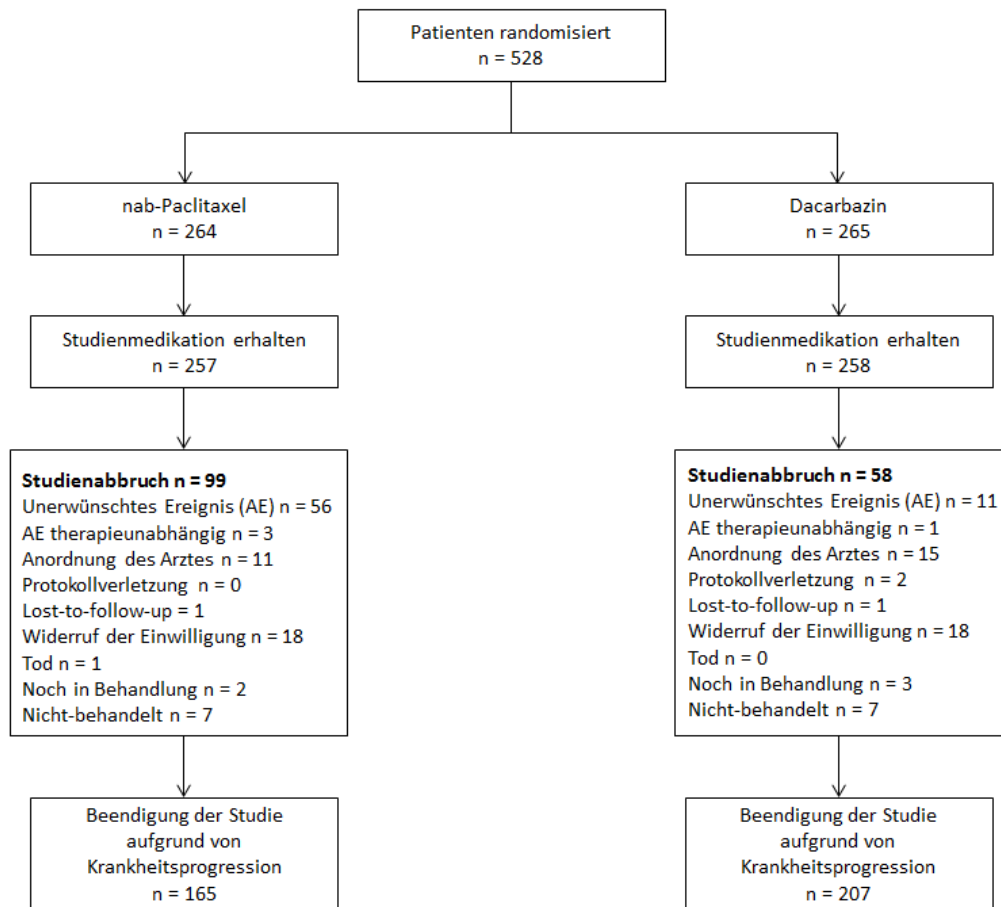 Patienten randomisiert
n = 528
nab-Paclitaxel
n = 264
Dacarbazin
n = 265
Studienmedikation erhalten
n = 257
Studienmedikation erhalten
n = 258
Studienabbruch n = 99
Unerwünschtes Ereignis (AE) n = 56
AE therapieunabhängig n = 3
Anordnung des Arztes n = 11
Protokollverletzung n = 0
Lost-to-follow-up = 1
Widerruf der Einwilligung n = 18
Tod n = 1
Noch in Behandlung n = 2
Nicht-behandelt n = 7
Studienabbruch n = 58
Unerwünschtes Ereignis (AE) n = 11
AE therapieunabhängig n = 1
Anordnung des Arztes n = 15
Protokollverletzung n = 2
Lost-to-follow-up n = 1
Widerruf der Einwilligung n = 18
Tod n = 0
Noch in Behandlung n = 3
Nicht-behandelt n = 7
Beendigung der Studie
aufgrund von
Krankheitsprogression
n = 165
Beendigung der Studie
aufgrund von
Krankheitsprogression
n = 207